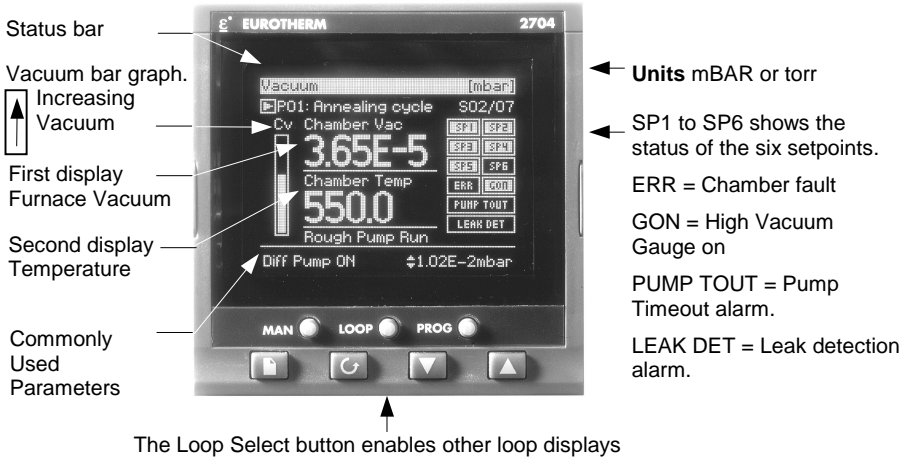 Status bar
Vacuum bar graph.
Increasing
Vacuum
First display
Furnace Vacuum
Second display
Temperature
Commonly
Used
Parameters
EUROTHERM 2704
Vacuum [mbar]
P01: Annealing cycle S02/07
Cv Chamber Vac
3.65E-5
Chamber Temp
550.0
Rough Pump Run
SP1 SP2
SP3 SP4
SP5 SP6
ERR GON
PUMP TOUT
LEAK DET
Diff Pump ON 1.02E-2mbar
MAN LOOP PROG
Units mBAR or torr
SP1 to SP6 shows the
status of the six setpoints.
ERR = Chamber fault
GON = High Vacuum
Gauge on
PUMP TOUT = Pump
Timeout alarm.
LEAK DET = Leak detection
alarm.
The Loop Select button enables other loop displays